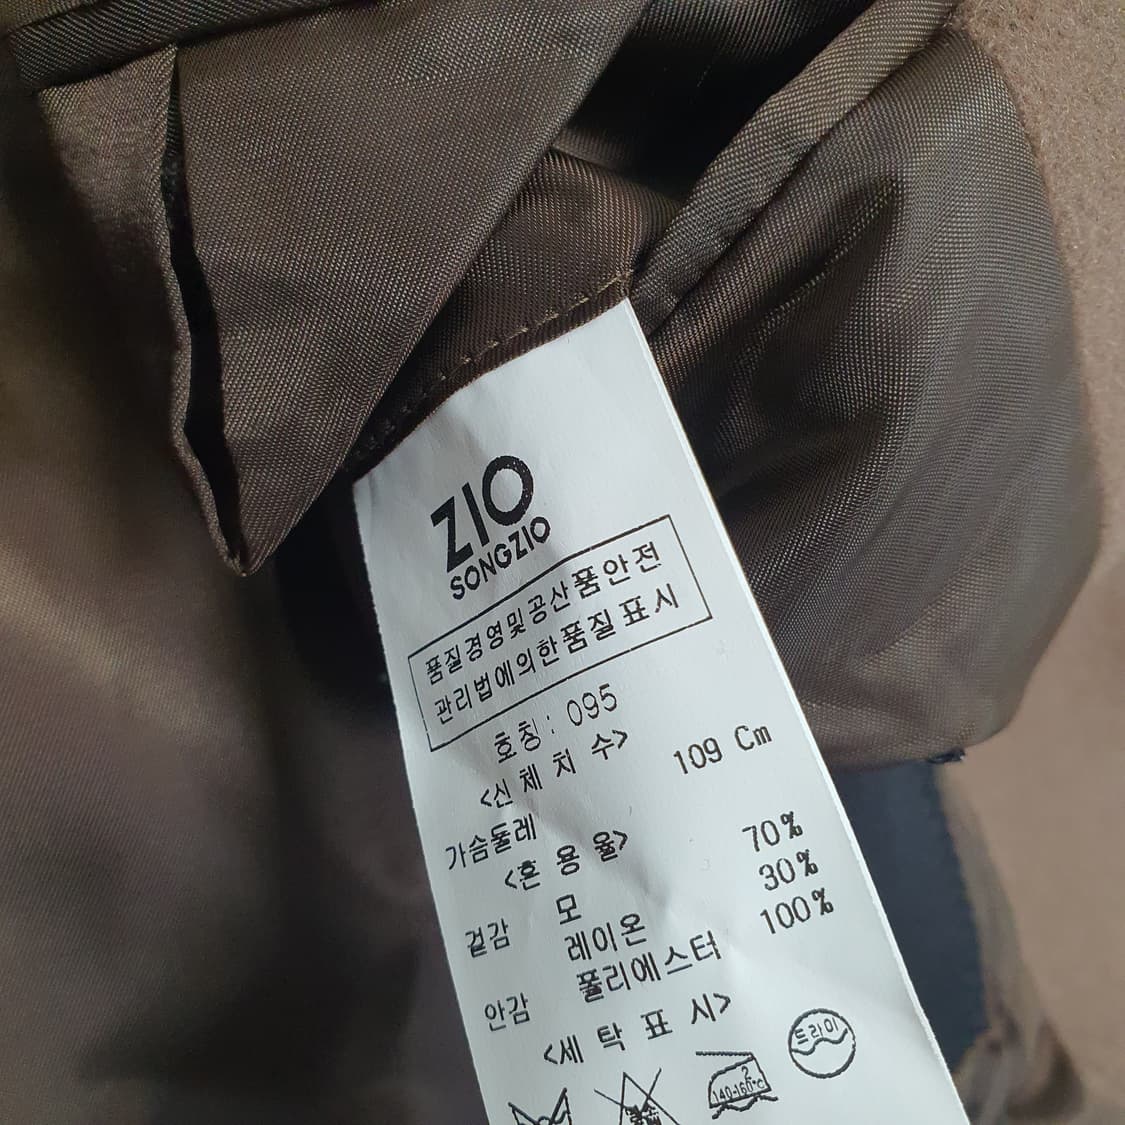 ZIO
SONGZIO
품질경영및공산품안전
관리법에의한품질표시
호칭: 095
<신 체 치 수>
가슴둘레 109 Cm
<혼 용 율>
겉감 모 70%
레이온 30%
안감 폴리에스터 100%
<세 탁 표 시>
2
140-160°C
트라이